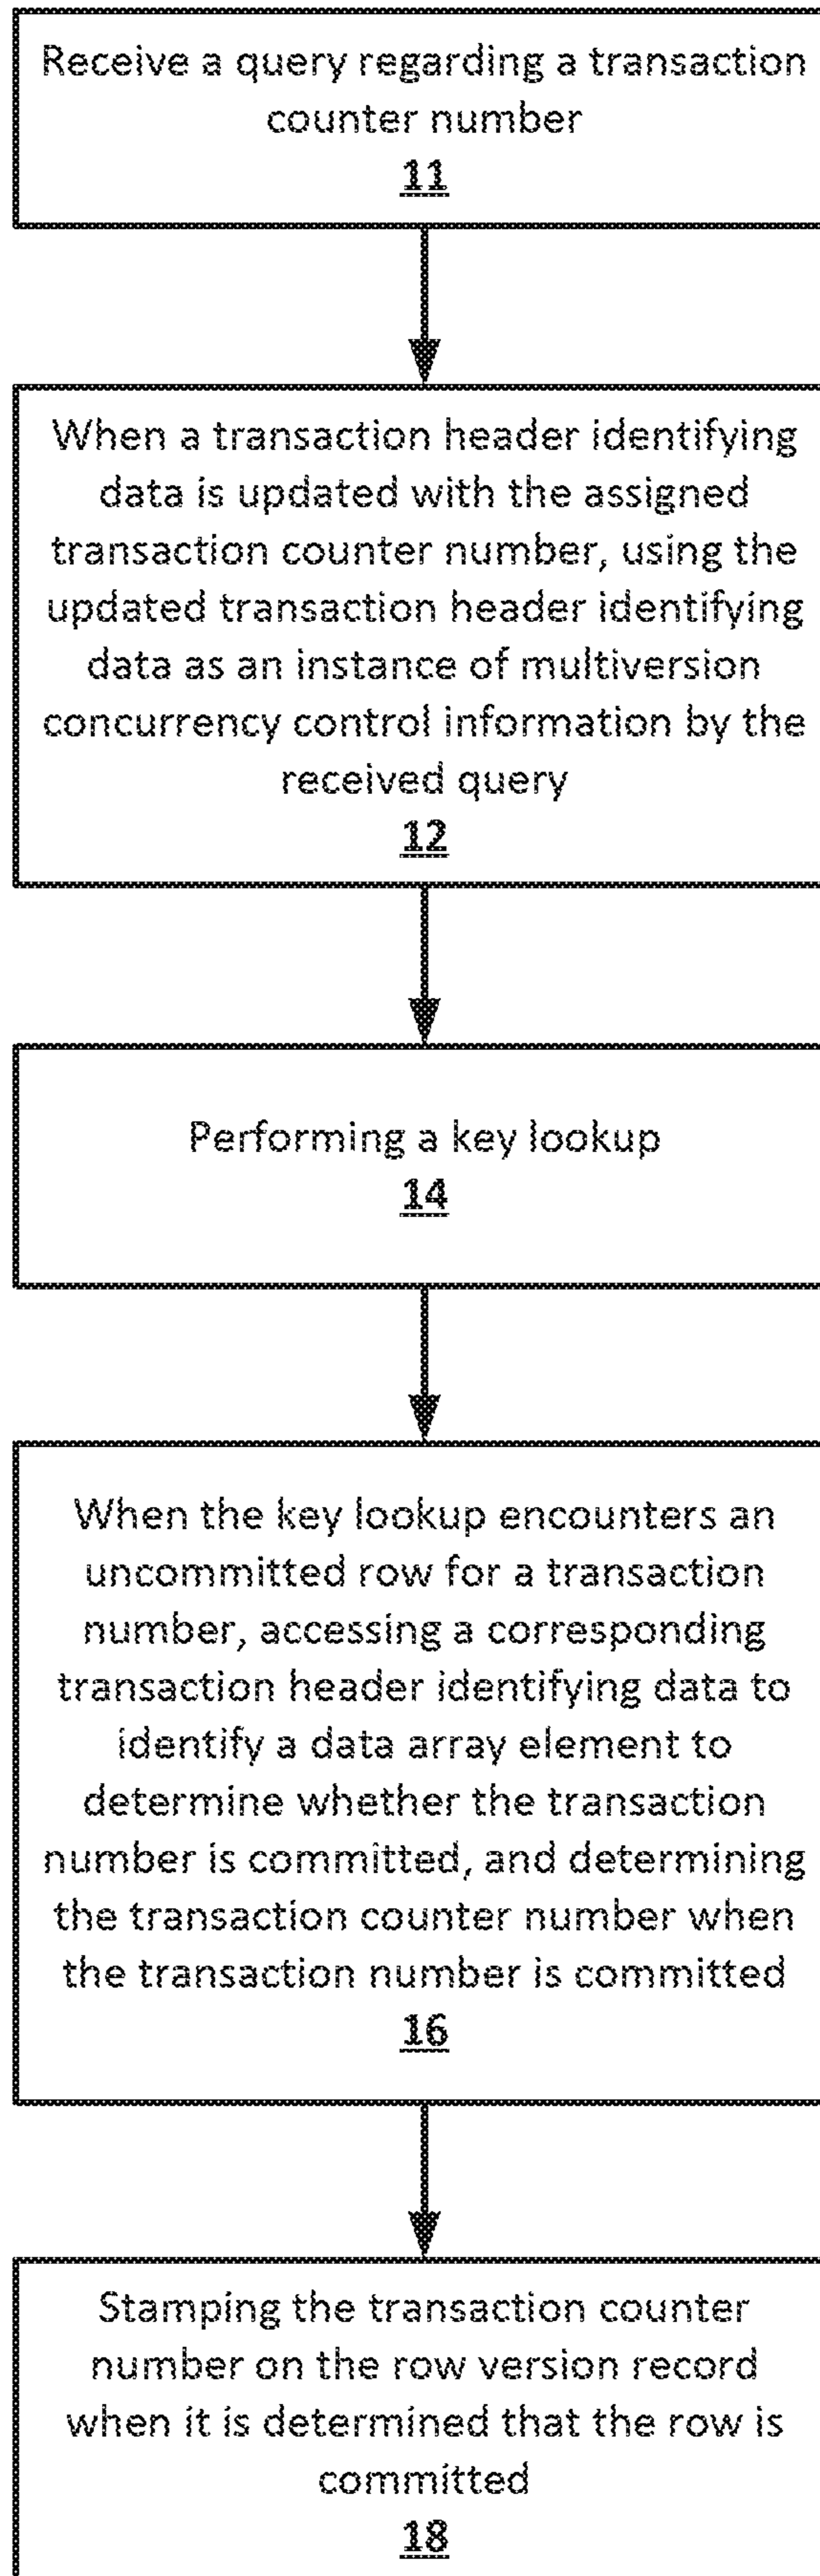 Receive a query regarding a transaction
counter number
11
When a transaction header identifying
data is updated with the assigned
transaction counter number, using the
updated transaction header identifying
data as an instance of multiversion
concurrency control information by the
received query
12
Performing a key lookup
14
When the key lookup encounters an
uncommitted row for a transaction
number, accessing a corresponding
transaction header identifying data to
identify a data array element to
determine whether the transaction
number is committed, and determining
the transaction counter number when
the transaction number is committed
16
Stamping the transaction counter
number on the row version record
when it is determined that the row is
committed
18